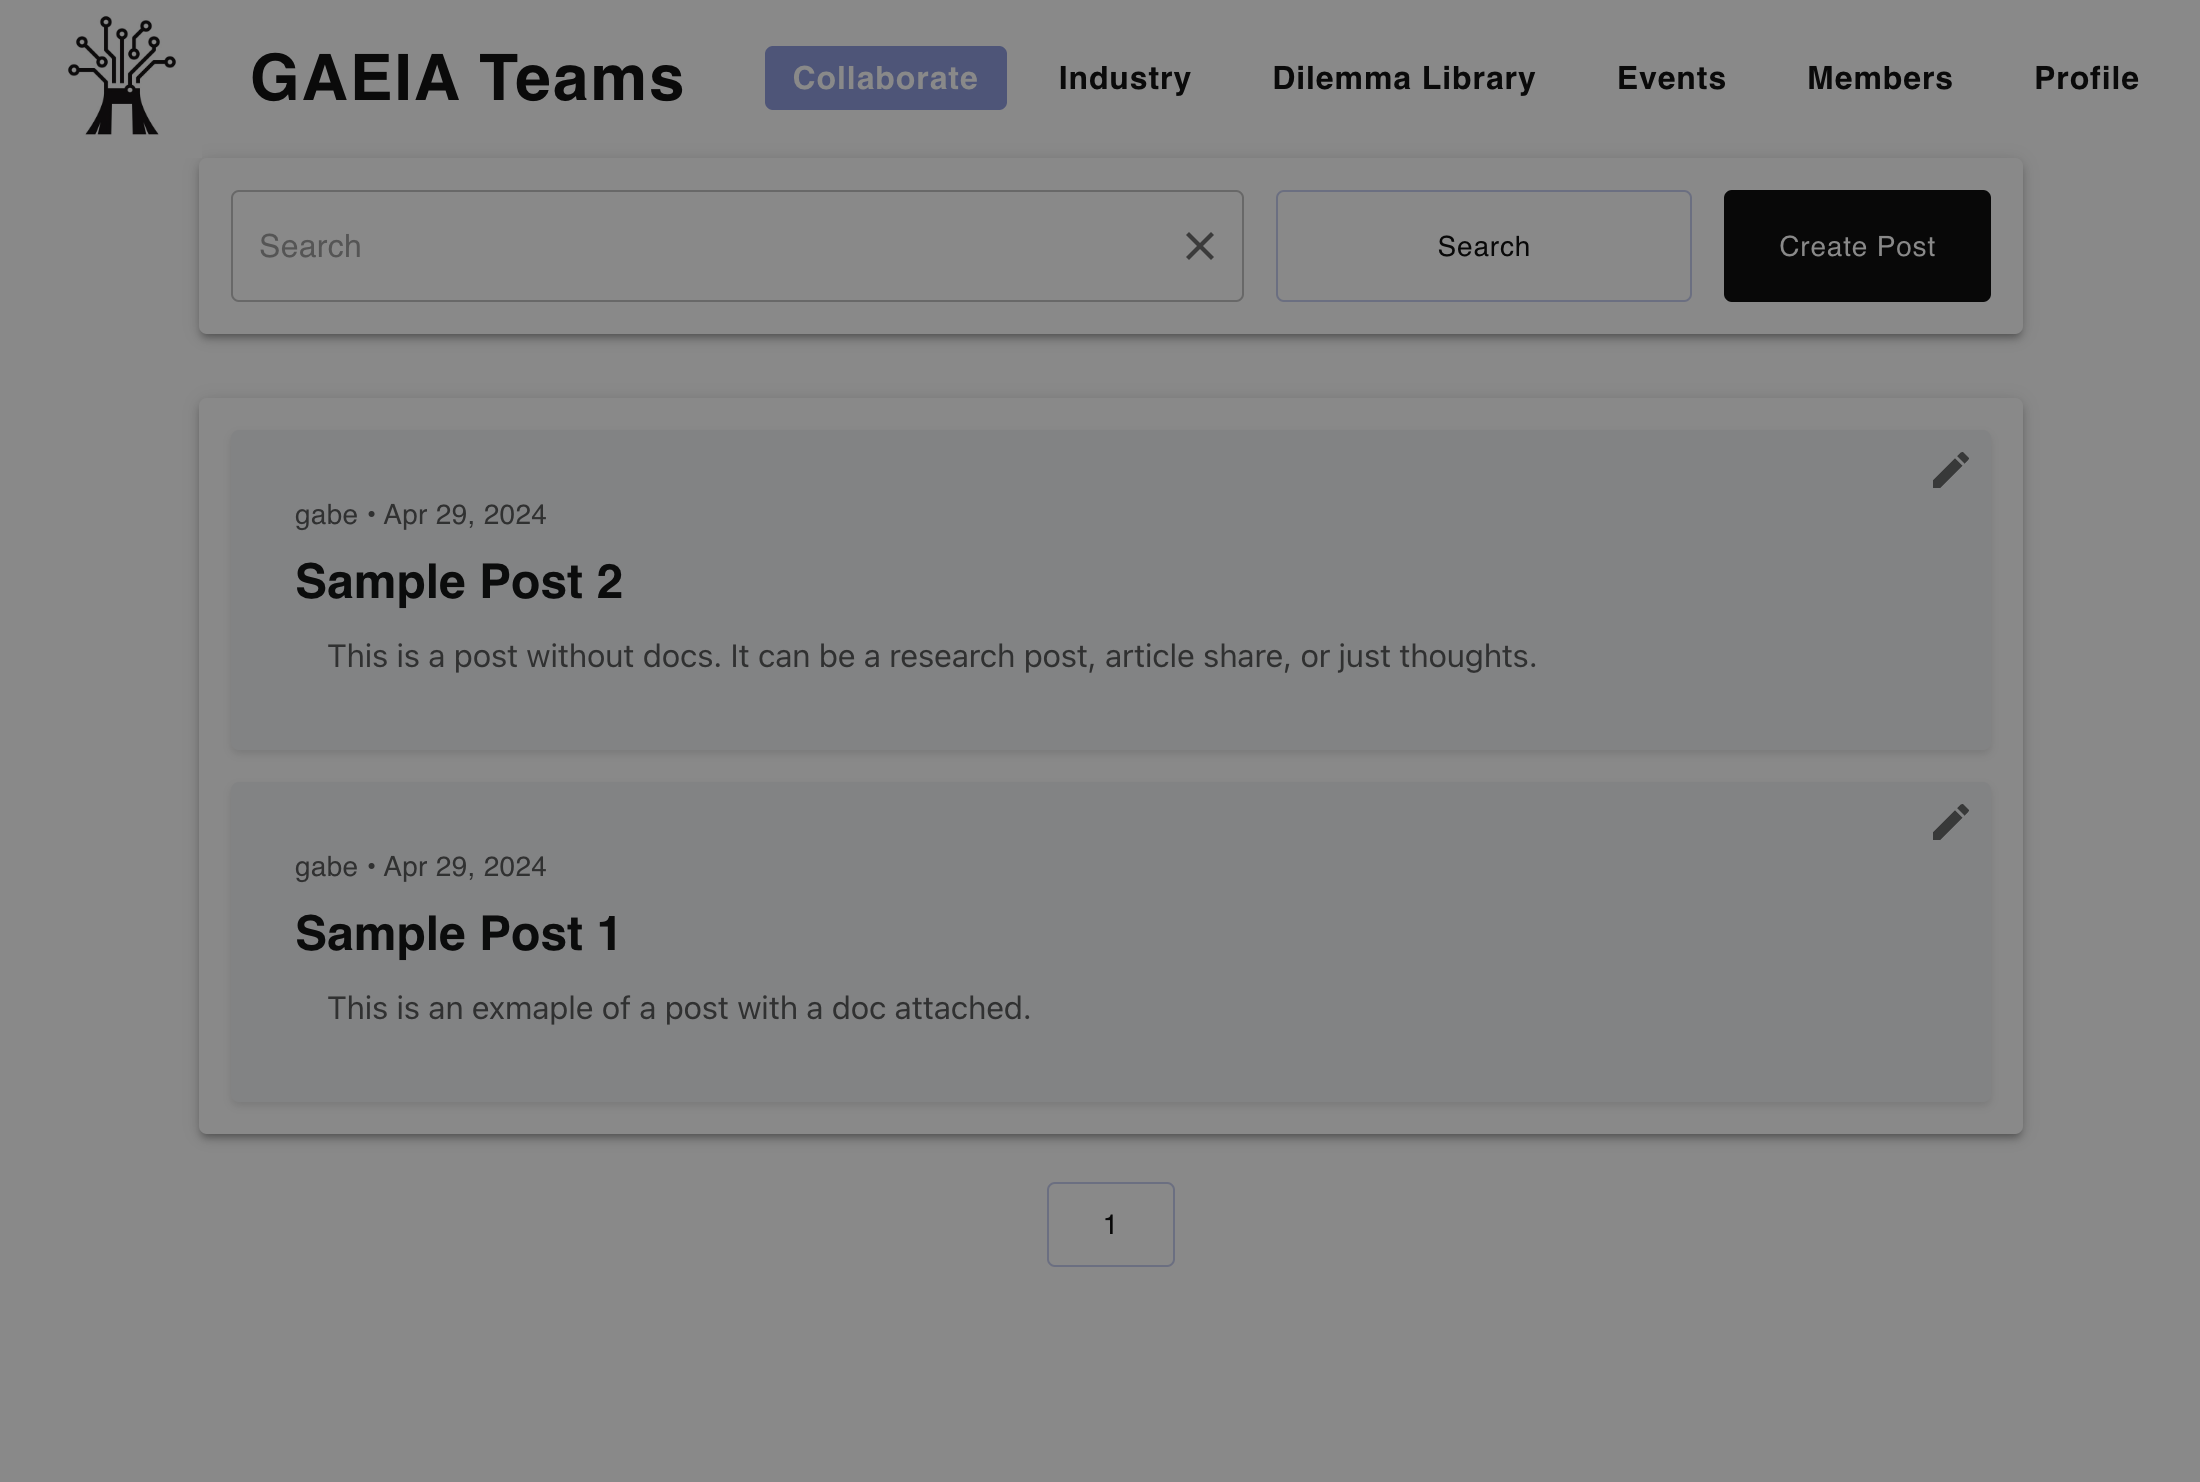 GAEIA Teams
Collaborate
Industry
Dilemma Library
Events
Members
Profile
Search
Search
Create Post
gabe • Apr 29, 2024
Sample Post 2
This is a post without docs. It can be a research post, article share, or just thoughts.
gabe • Apr 29, 2024
Sample Post 1
This is an exmaple of a post with a doc attached.
1